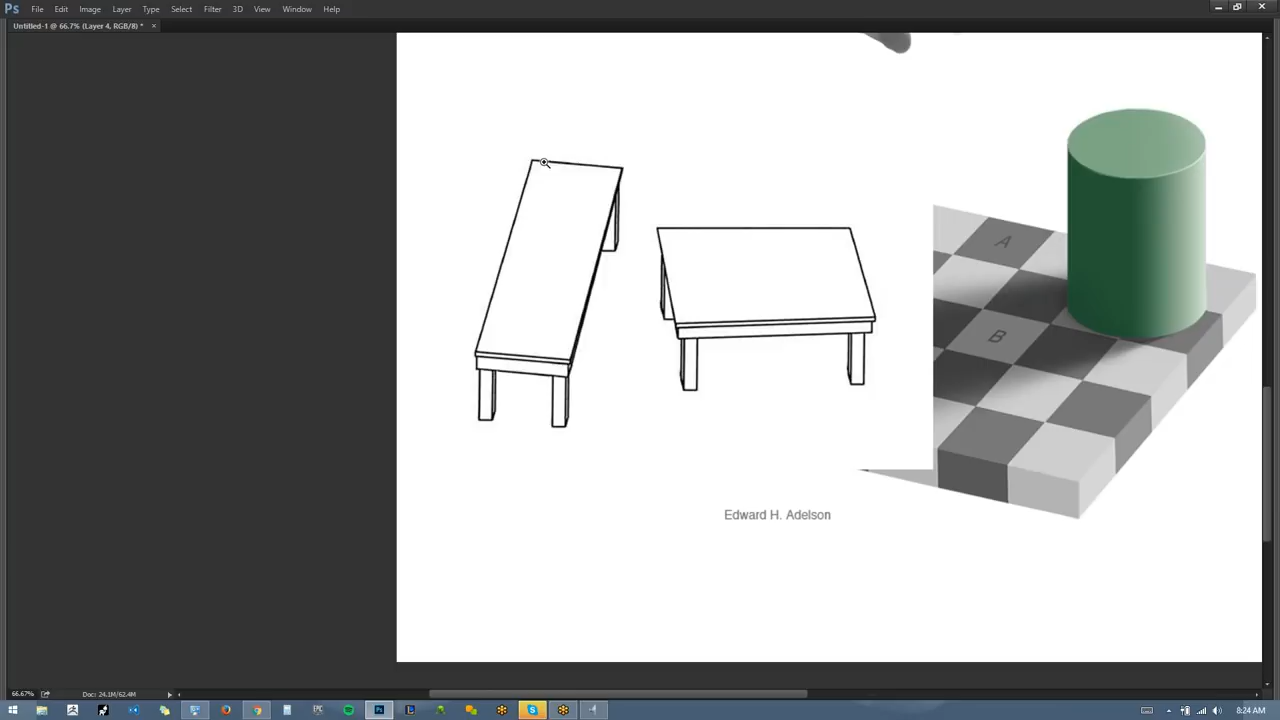 Ps File Edit Image Layer Type Select Filter 3D View Window Help
Untitled-1 @ 66.7% (Layer 4, RGB/8) *
A
B
Edward H. Adelson
66.67% Doc: 24.1M/62.4M
8:24 AM